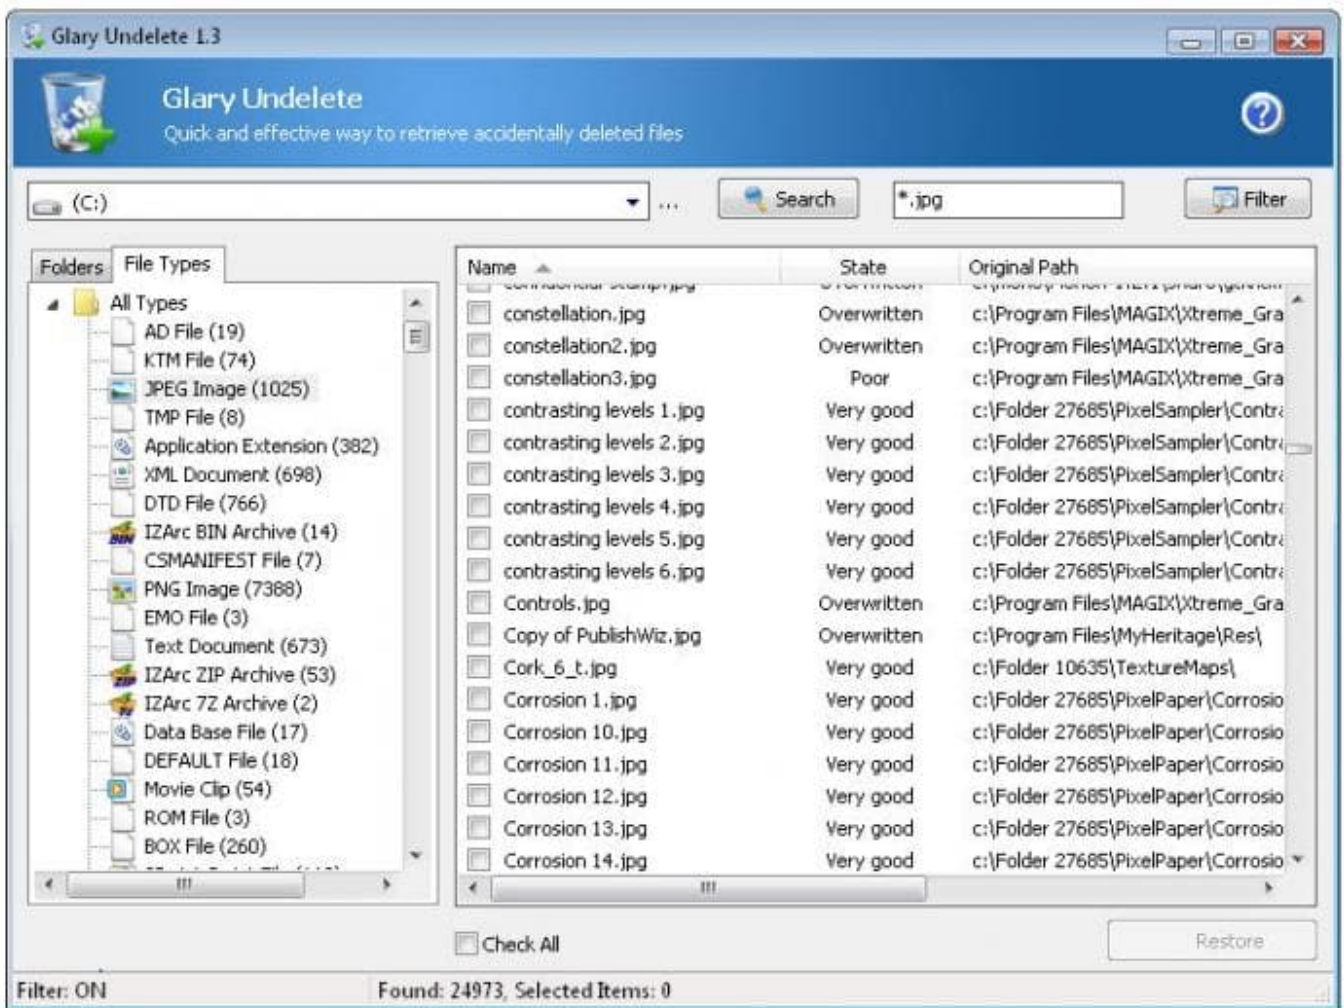 Glary Undelete 1.3
Glary Undelete
Quick and effective way to retrieve accidentally deleted files
(C:)
...
Search
*.jpg
Filter
Folders
File Types
All Types
AD File (19)
KTM File (74)
JPEG Image (1025)
TMP File (8)
Application Extension (382)
XML Document (698)
DTD File (766)
IZArc BIN Archive (14)
CSMANIFEST File (7)
PNG Image (7388)
EMO File (3)
Text Document (673)
IZArc ZIP Archive (53)
IZArc 7Z Archive (2)
Data Base File (17)
DEFAULT File (18)
Movie Clip (54)
ROM File (3)
BOX File (260)
Name State Original Path
constellation.jpg Overwritten c:\Program Files\MAGIX\Xtreme_Gra
constellation2.jpg Overwritten c:\Program Files\MAGIX\Xtreme_Gra
constellation3.jpg Poor c:\Program Files\MAGIX\Xtreme_Gra
contrasting levels 1.jpg Very good c:\Folder 27685\PixelSampler\Contra
contrasting levels 2.jpg Very good c:\Folder 27685\PixelSampler\Contra
contrasting levels 3.jpg Very good c:\Folder 27685\PixelSampler\Contra
contrasting levels 4.jpg Very good c:\Folder 27685\PixelSampler\Contra
contrasting levels 5.jpg Very good c:\Folder 27685\PixelSampler\Contra
contrasting levels 6.jpg Very good c:\Folder 27685\PixelSampler\Contra
Controls.jpg Overwritten c:\Program Files\MAGIX\Xtreme_Gra
Copy of PublishWiz.jpg Overwritten c:\Program Files\MyHeritage\Res\
Cork_6_t.jpg Very good c:\Folder 10635\TextureMaps\
Corrosion 1.jpg Very good c:\Folder 27685\PixelPaper\Corrosio
Corrosion 10.jpg Very good c:\Folder 27685\PixelPaper\Corrosio
Corrosion 11.jpg Very good c:\Folder 27685\PixelPaper\Corrosio
Corrosion 12.jpg Very good c:\Folder 27685\PixelPaper\Corrosio
Corrosion 13.jpg Very good c:\Folder 27685\PixelPaper\Corrosio
Corrosion 14.jpg Very good c:\Folder 27685\PixelPaper\Corrosio
Check All
Restore
Filter: ON
Found: 24973, Selected Items: 0